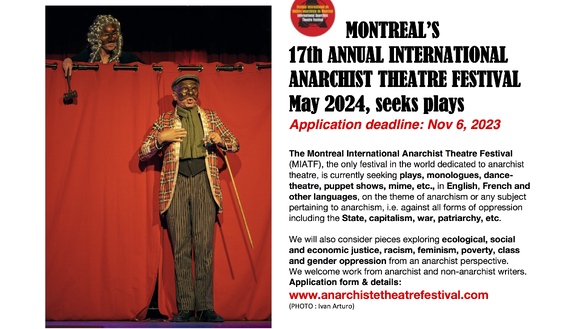 MONTREAL'S
17th ANNUAL INTERNATIONAL
ANARCHIST THEATRE FESTIVAL
May 2024, seeks plays
Application deadline: Nov 6, 2023
The Montreal International Anarchist Theatre Festival
(MIATF), the only festival in the world dedicated to anarchist
theatre, is currently seeking plays, monologues, dance-
theatre, puppet shows, mime, etc., in English, French and
other languages, on the theme of anarchism or any subject
pertaining to anarchism, i.e. against all forms of oppression
including the State, capitalism, war, patriarchy, etc.
We will also consider pieces exploring ecological, social
and economic justice, racism, feminism, poverty, class
and gender oppression from an anarchist perspective.
We welcome work from anarchist and non-anarchist writers.
Application form & details:
www.anarchistetheatrefestival.com
(PHOTO : Ivan Arturo)